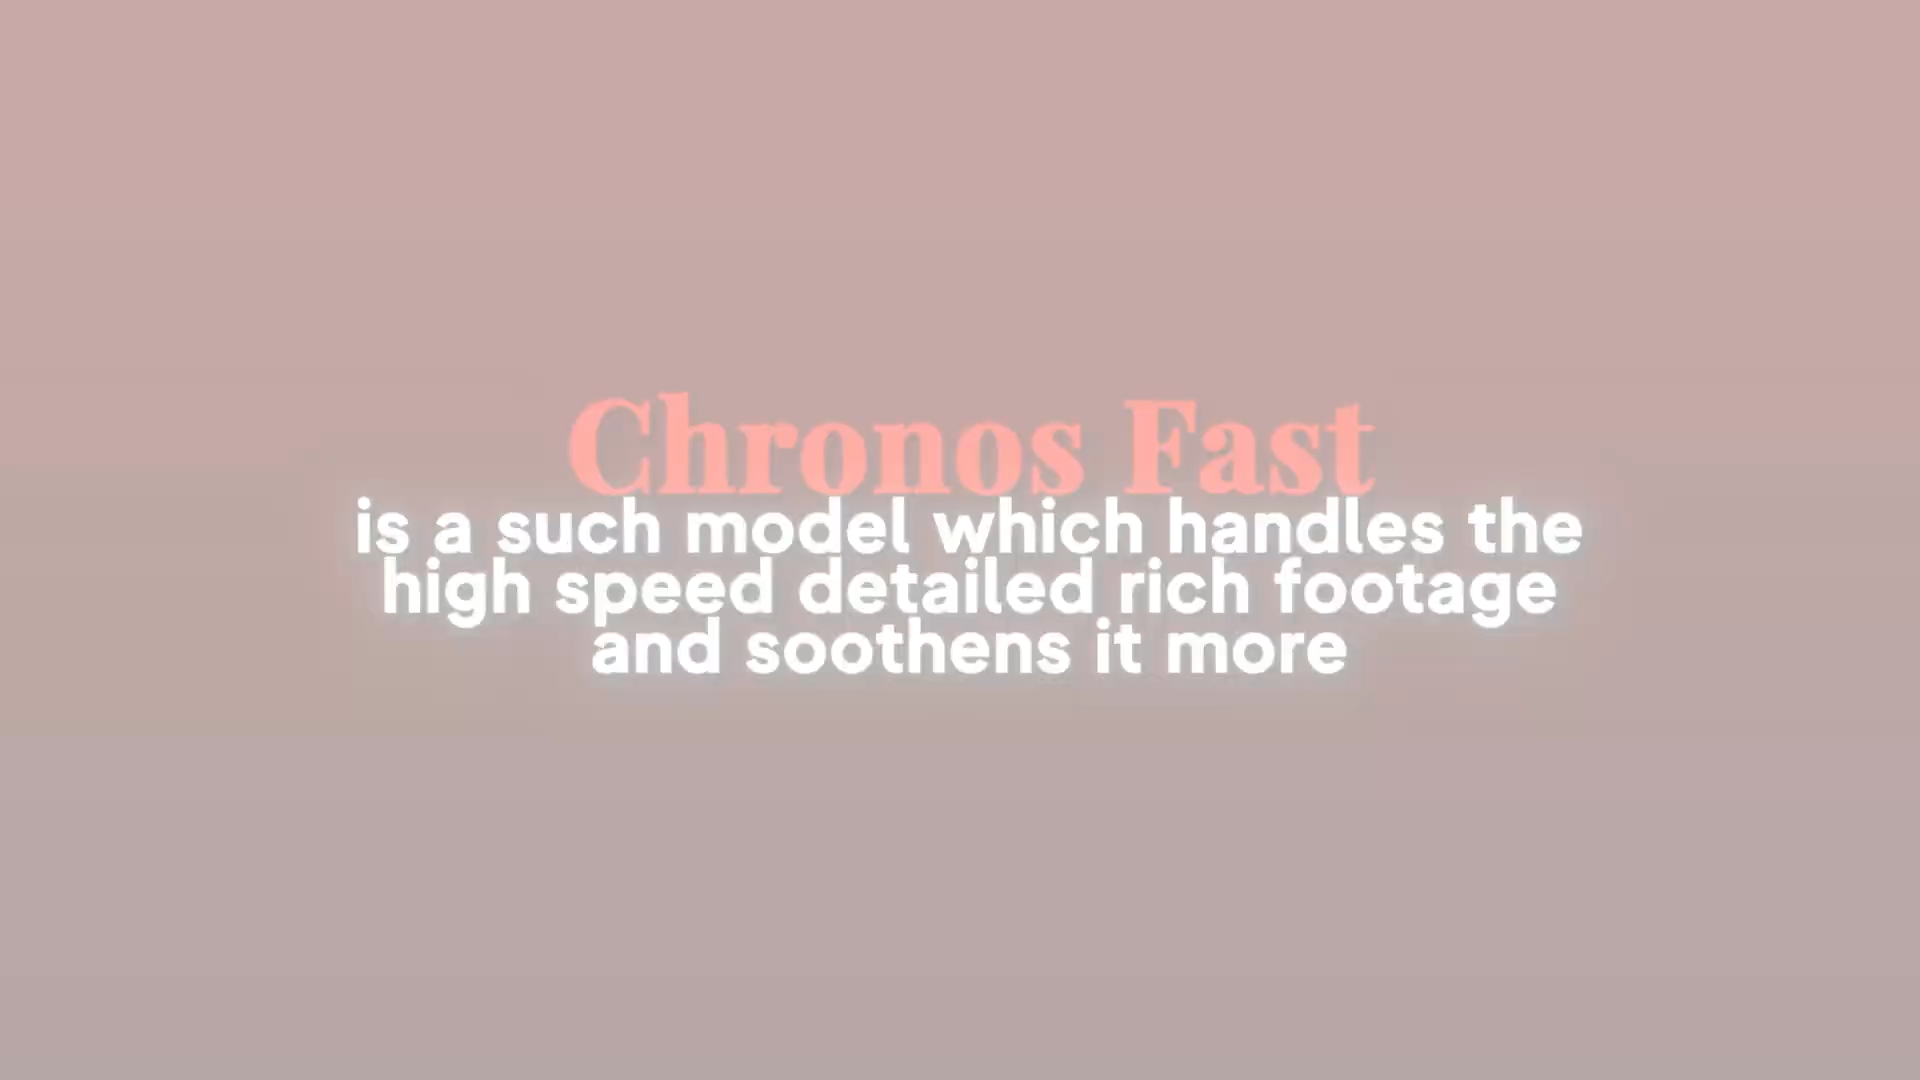 Chronos Fast
is a such model which handles the
high speed detailed rich footage
and soothens it more